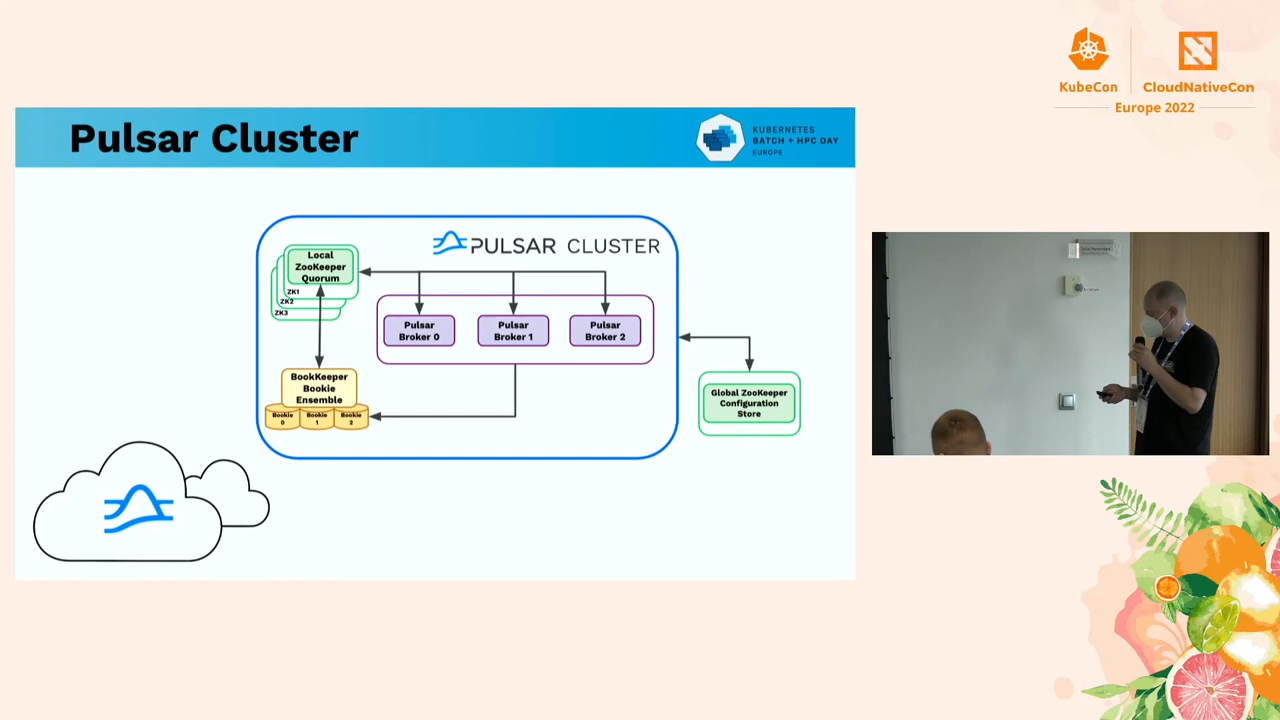 KubeCon
CloudNativeCon
Europe 2022
Pulsar Cluster
KUBERNETES
BATCH + HPC DAY
EUROPE
PULSAR CLUSTER
Local
ZooKeeper
Quorum
ZK1
ZK2
ZK3
Pulsar
Broker 0
Pulsar
Broker 1
Pulsar
Broker 2
BookKeeper
Bookie
Ensemble
Bookie
0
Bookie
1
Bookie
2
Global ZooKeeper
Configuration
Store